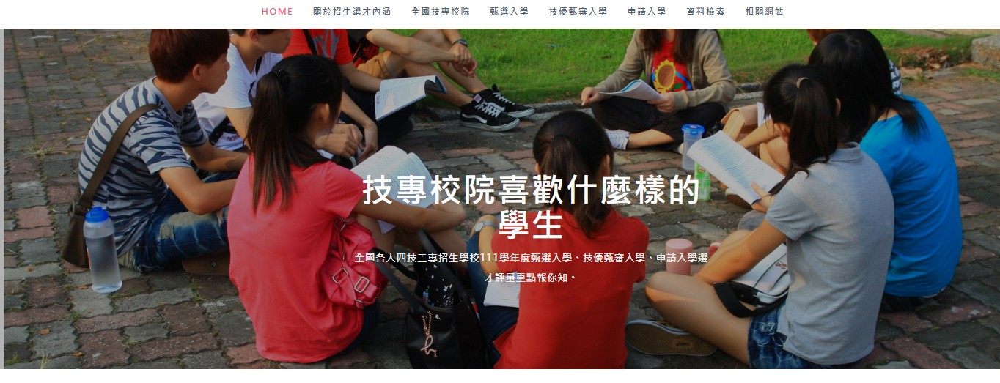 HOME 關於招生選才內涵 全國技専校院 甄選入學 技優甄審入學 申請入學 資料檢索 相關網站
技專校院喜歡什麼樣的
學生
全國各大四技二專招生學校111學年度甄選入學、技優甄審入學、申請入學選
才評量重點報你知。